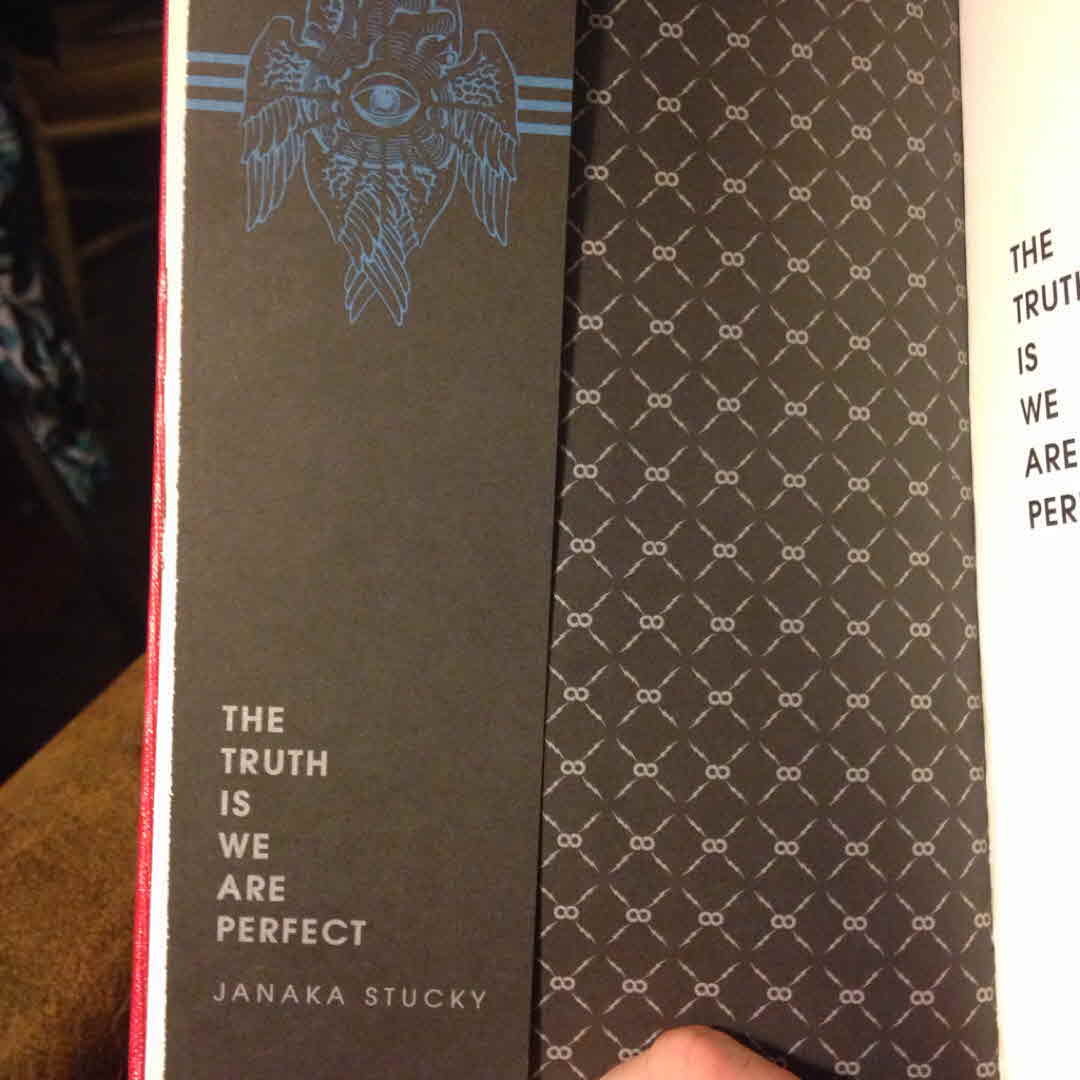 THE
TRUTH
IS
WE
ARE
PERFECT
JANAKA STUCKY
THE
IS
WE
ARE